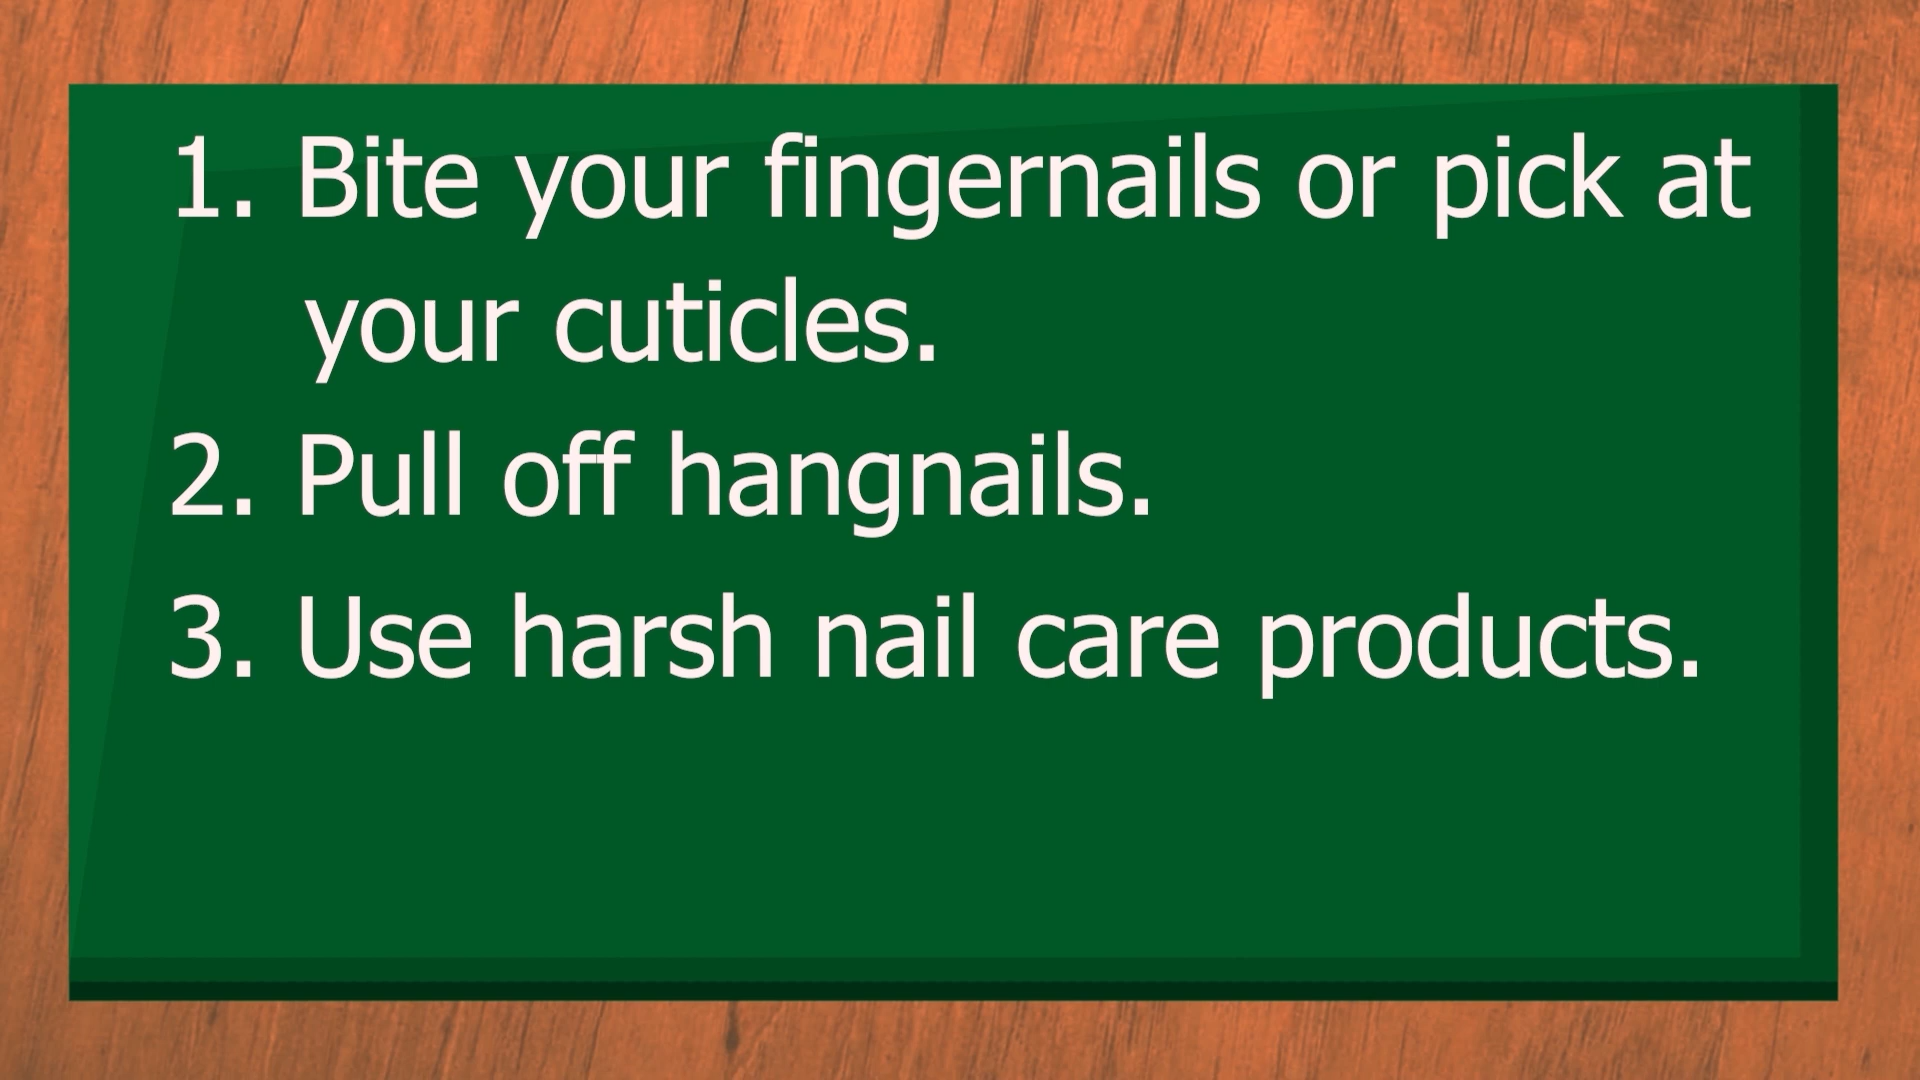 1. Bite your fingernails or pick at
your cuticles.
2. Pull off hangnails.
3. Use harsh nail care products.